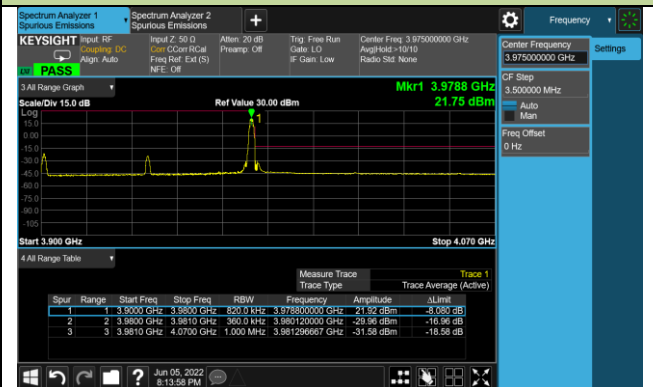 Spectrum Analyzer 1
Spurious Emissions
Spectrum Analyzer 2
Spurious Emissions
+
Frequency
KEYSIGHT
Input: RF
Coupling: DC
Align: Auto
Input Z: 50 Ω
Corr CCorr RCal
Freq Ref: Ext (S)
NFE: Off
Atten: 20 dB
Preamp: Off
Trig: Free Run
Gate: LO
IF Gain: Low
Center Freq: 3.975000000 GHz
Avg|Hold:>10/10
Radio Std: None
PASS
Center Frequency
3.975000000 GHz
Settings
CF Step
3.500000 MHz
Auto
Man
Freq Offset
0 Hz
3 All Range Graph
Mkr1 3.9788 GHz
Scale/Div 15.0 dB
Ref Value 30.00 dBm
21.75 dBm
Log
15.0
0.00
-15.0
-30.0
-45.0
-60.0
-75.0
-90.0
-105
1
Start 3.900 GHz
Stop 4.070 GHz
4 All Range Table
Measure Trace Trace 1
Trace Type Trace Average (Active)
Spur Range Start Freq Stop Freq RBW Frequency Amplitude ΔLimit
1 1 3.9000 GHz 3.9800 GHz 820.0 kHz 3.978800000 GHz 21.92 dBm -8.080 dB
2 2 3.9800 GHz 3.9810 GHz 360.0 kHz 3.980120000 GHz -29.96 dBm -16.96 dB
3 3 3.9810 GHz 4.0700 GHz 1.000 MHz 3.981296667 GHz -31.58 dBm -18.58 dB
?
Jun 05, 2022
8:13:58 PM